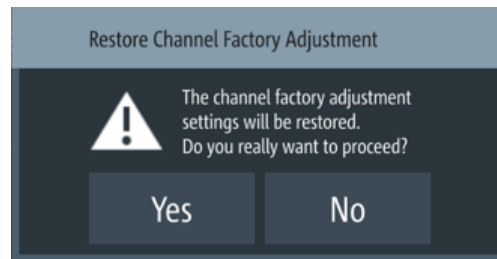 Restore Channel Factory Adjustment
The channel factory adjustment
settings will be restored.
Do you really want to proceed?
Yes
No